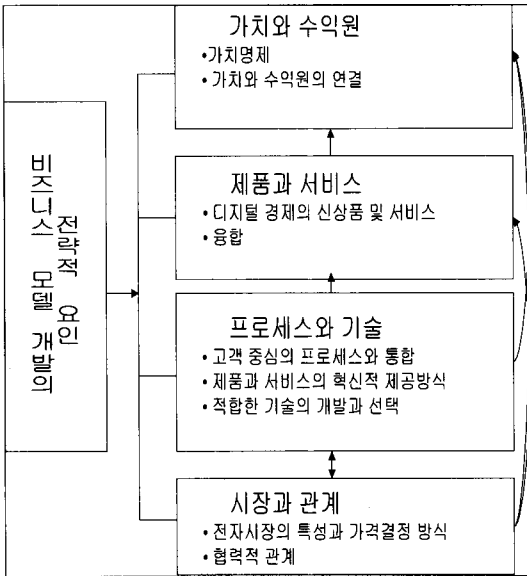 비즈니스 모델 개발의
전략적 요인
가치와 수익원
•가치명제
• 가치와 수익원의 연결
제품과 서비스
• 디지털 경제의 신상품 및 서비스
• 융합
프로세스와 기술
• 고객 중심의 프로세스와 통합
• 제품과 서비스의 혁신적 제공방식
• 적합한 기술의 개발과 선택
시장과 관계
• 전자시장의 특성과 가격결정 방식
• 협력적 관계